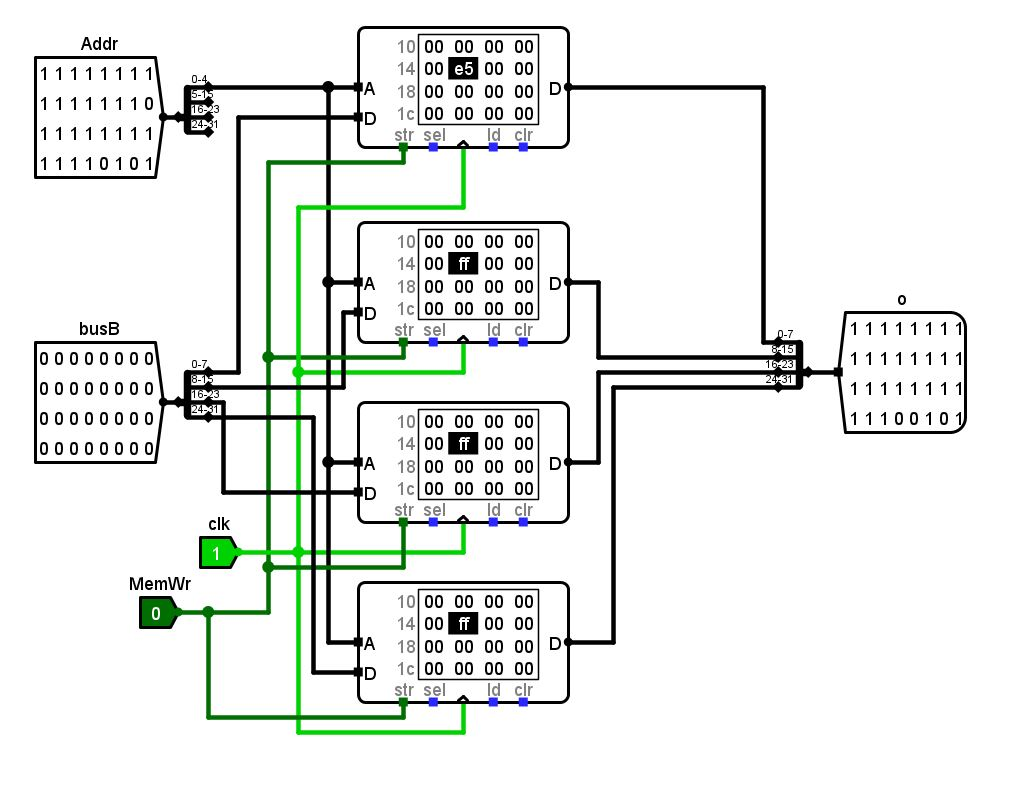 Addr
1 1 1 1 1 1 1 1
1 1 1 1 1 1 1 0
1 1 1 1 1 1 1 1
1 1 1 1 0 1 0 1
0-4
5-15
16-23
24-31
A
D
10 00 00 00 00
14 00 e5 00 00
18 00 00 00 00
1c 00 00 00 00
str sel ld clr
D
A
D
10 00 00 00 00
14 00 ff 00 00
18 00 00 00 00
1c 00 00 00 00
str sel ld clr
D
busB
0 0 0 0 0 0 0 0
0 0 0 0 0 0 0 0
0 0 0 0 0 0 0 0
0 0 0 0 0 0 0 0
0-7
8-15
16-23
24-31
A
D
10 00 00 00 00
14 00 ff 00 00
18 00 00 00 00
1c 00 00 00 00
str sel ld clr
D
clk
1
MemWr
0
A
D
10 00 00 00 00
14 00 ff 00 00
18 00 00 00 00
1c 00 00 00 00
str sel ld clr
D
0-7
8-15
16-23
24-31
o
1 1 1 1 1 1 1 1
1 1 1 1 1 1 1 1
1 1 1 1 1 1 1 1
1 1 1 0 0 1 0 1